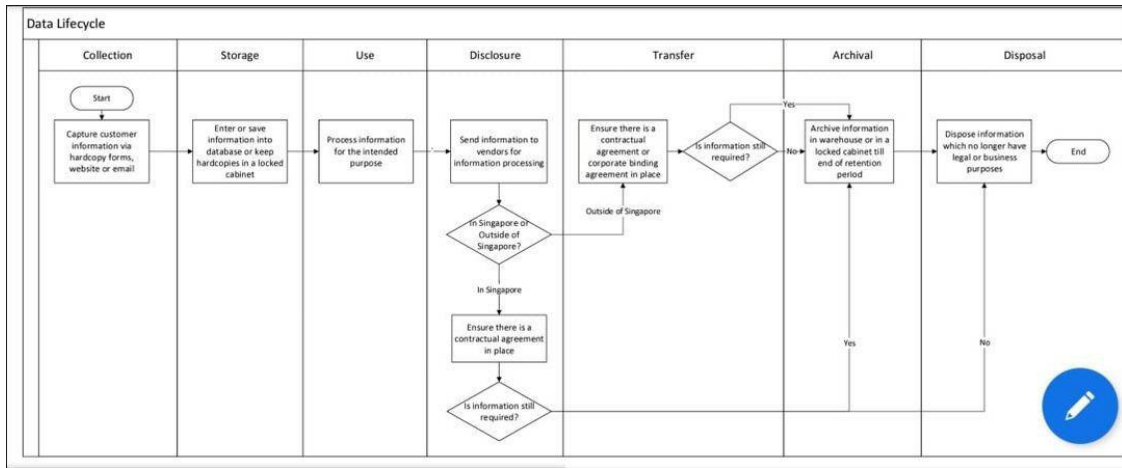 Data Lifecycle
Collection
Storage
Use
Disclosure
Transfer
Archival
Disposal
Start
Capture customer
information via
hardcopy forms,
website or email
Enter or save
information into
database or keep
hardcopies in a locked
cabinet
Process information
for the intended
purpose
Send information to
vendors for
information processing
In Singapore or
Outside of
Singapore?
In Singapore
Ensure there is a
contractual agreement
in place
Is information still
required?
Outside of Singapore
Ensure there is a
contractual
agreement or
corporate binding
agreement in place
Is information still
required?
Yes
No
Archive information
in warehouse or in a
locked cabinet till
end of retention
period
Yes
Dispose information
which no longer have
legal or business
purposes
No
End